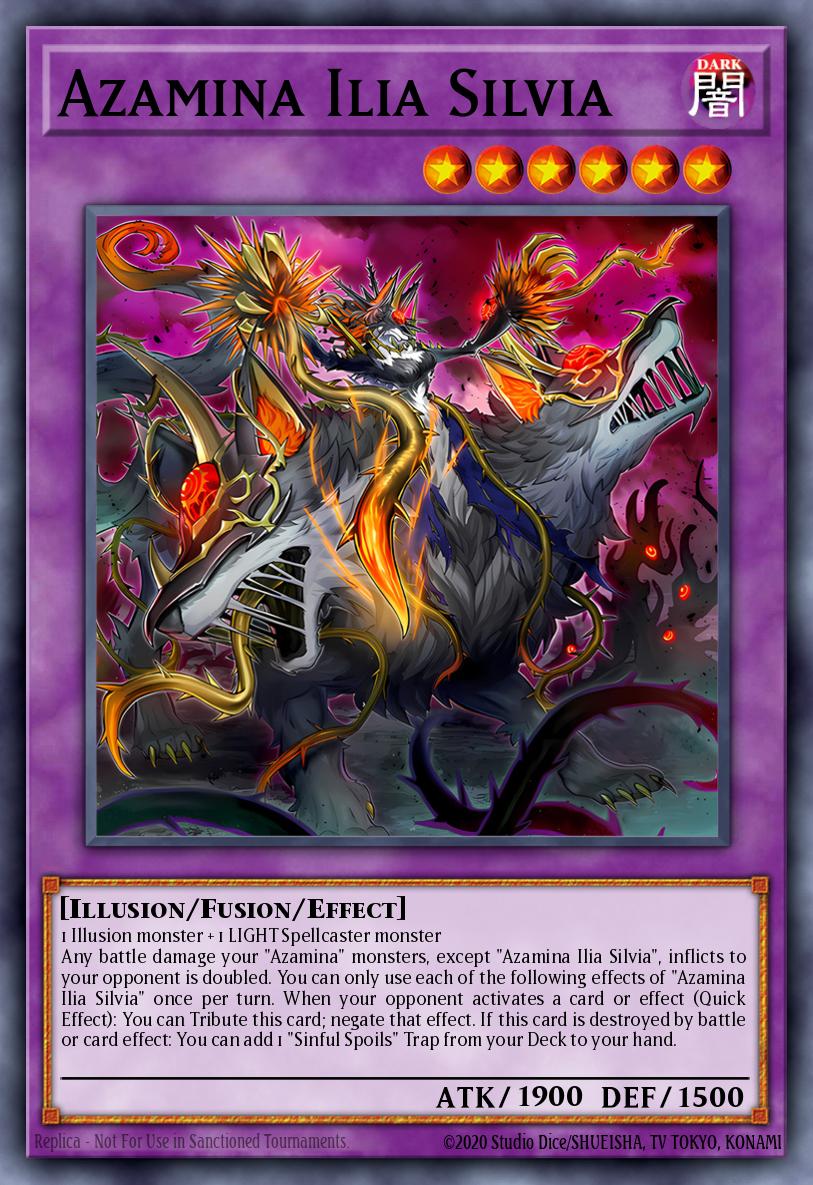 Azamina Ilia Silvia
DARK
闇
[Illusion/Fusion/Effect]
1 Illusion monster + 1 LIGHT Spellcaster monster
Any battle damage your "Azamina" monsters, except "Azamina Ilia Silvia", inflicts to
your opponent is doubled. You can only use each of the following effects of "Azamina
Ilia Silvia" once per turn. When your opponent activates a card or effect (Quick
Effect): You can Tribute this card; negate that effect. If this card is destroyed by battle
or card effect: You can add 1 "Sinful Spoils" Trap from your Deck to your hand.
ATK/1900 DEF/1500
Replica - Not For Use in Sanctioned Tournaments.
©2020 Studio Dice/SHUEISHA, TV TOKYO, KONAMI